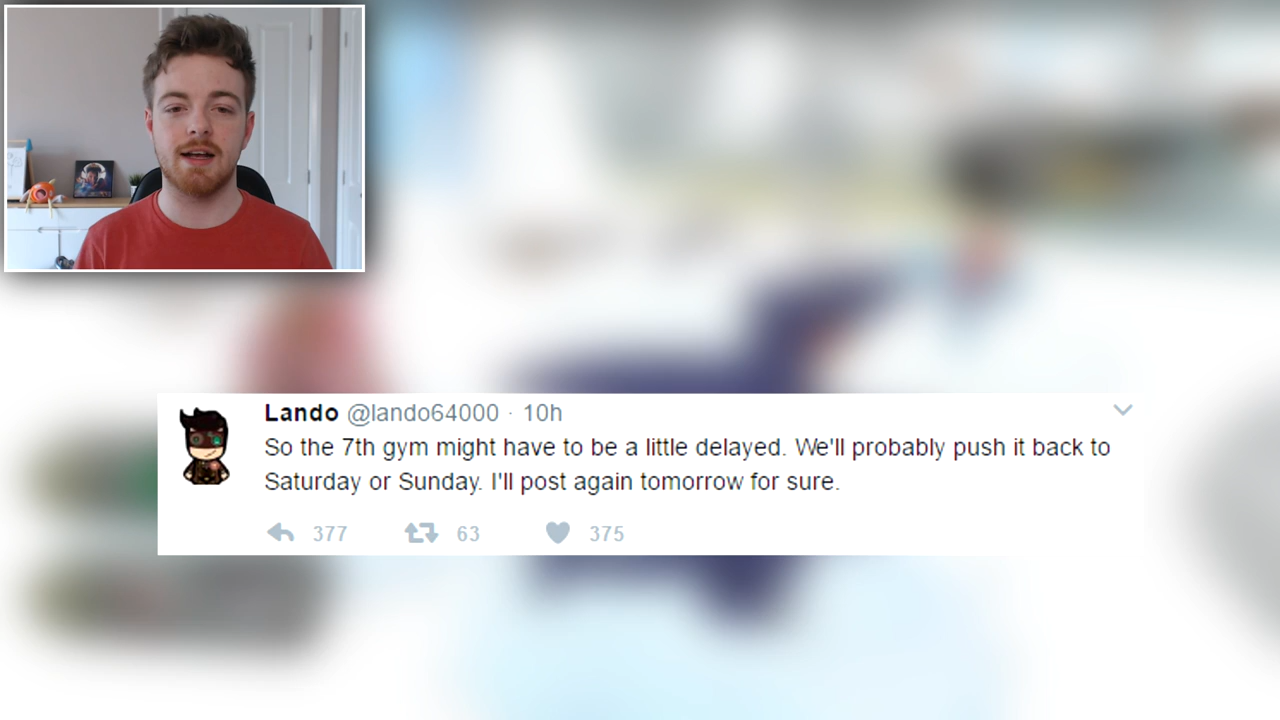 Lando @lando64000 · 10h
So the 7th gym might have to be a little delayed. We'll probably push it back to
Saturday or Sunday. I'll post again tomorrow for sure.
377 63 375